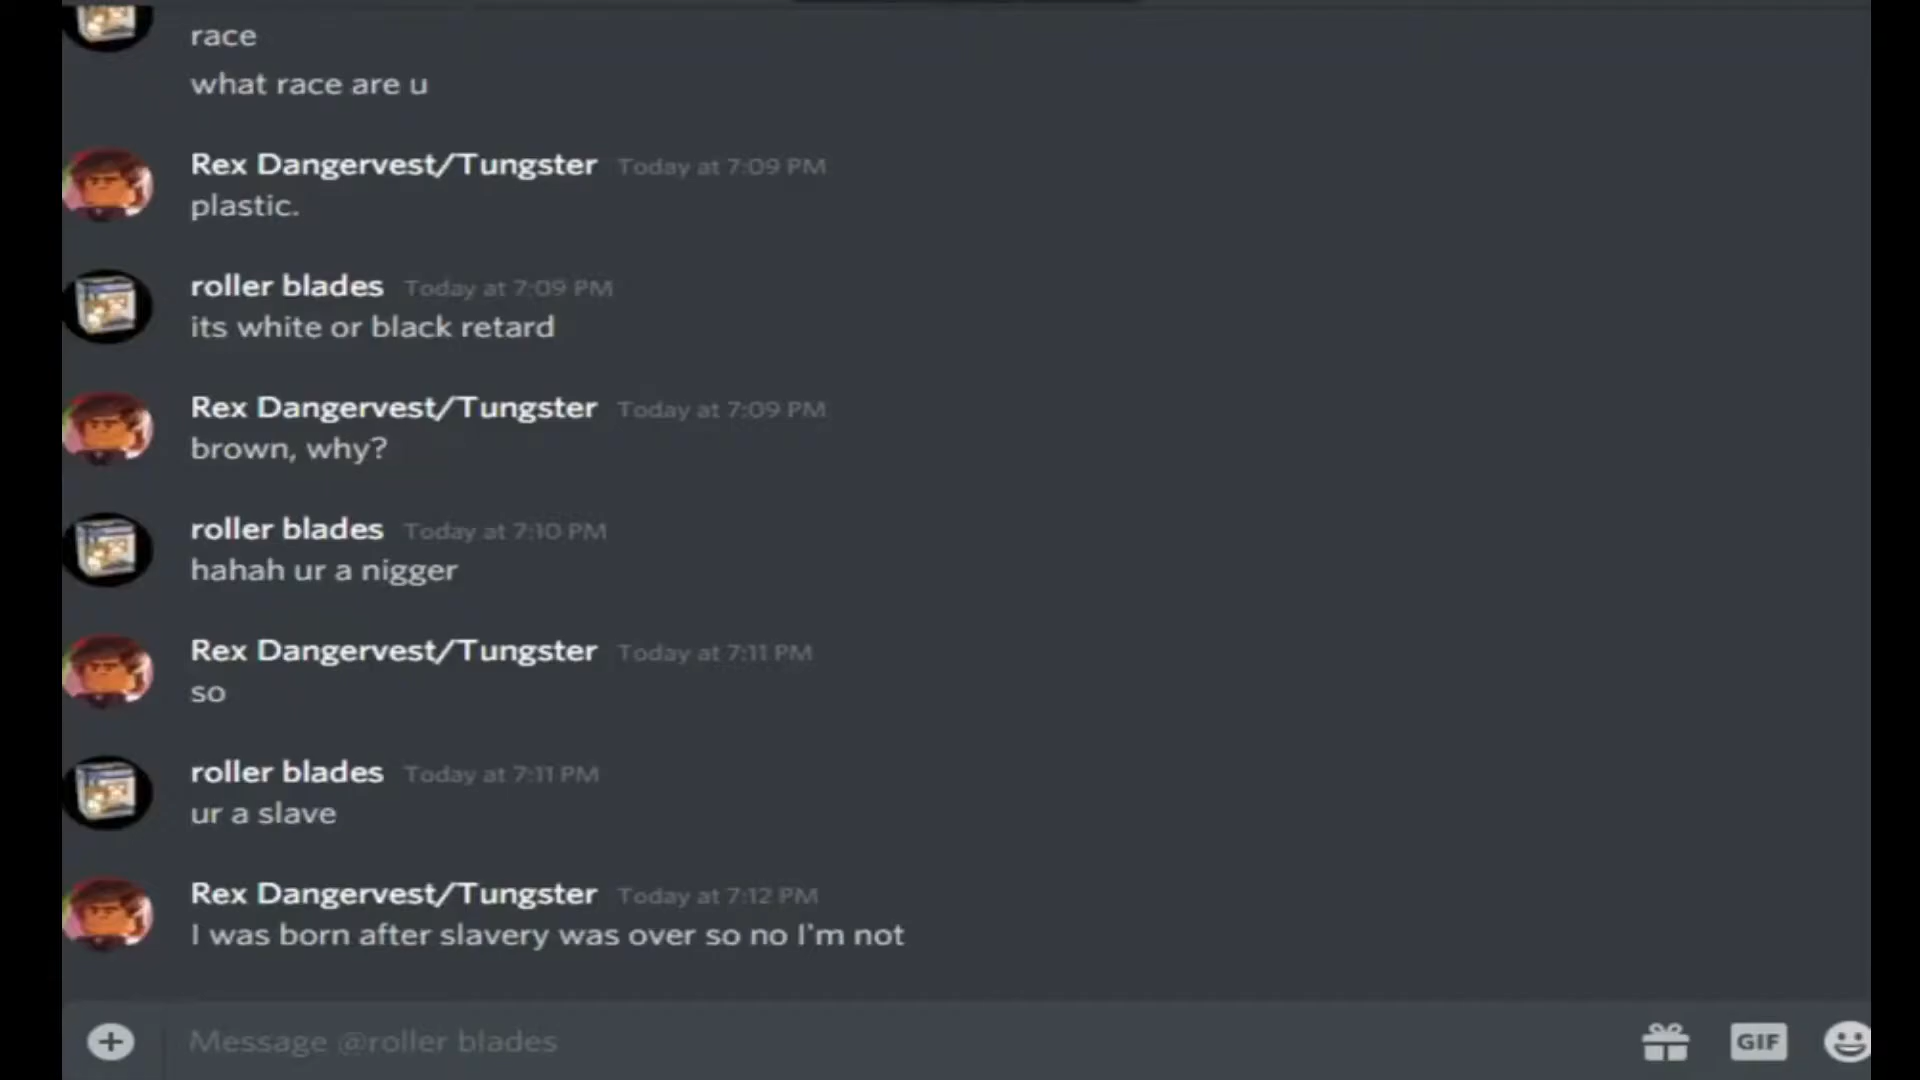 race
what race are u
Rex Dangervest/Tungster Today at 7:09 PM
plastic.
roller blades Today at 7:09 PM
its white or black retard
Rex Dangervest/Tungster Today at 7:09 PM
brown, why?
roller blades Today at 7:10 PM
hahah ur a nigger
Rex Dangervest/Tungster Today at 7:11 PM
so
roller blades Today at 7:11 PM
ur a slave
Rex Dangervest/Tungster Today at 7:12 PM
I was born after slavery was over so no I'm not
Message @roller blades
GIF